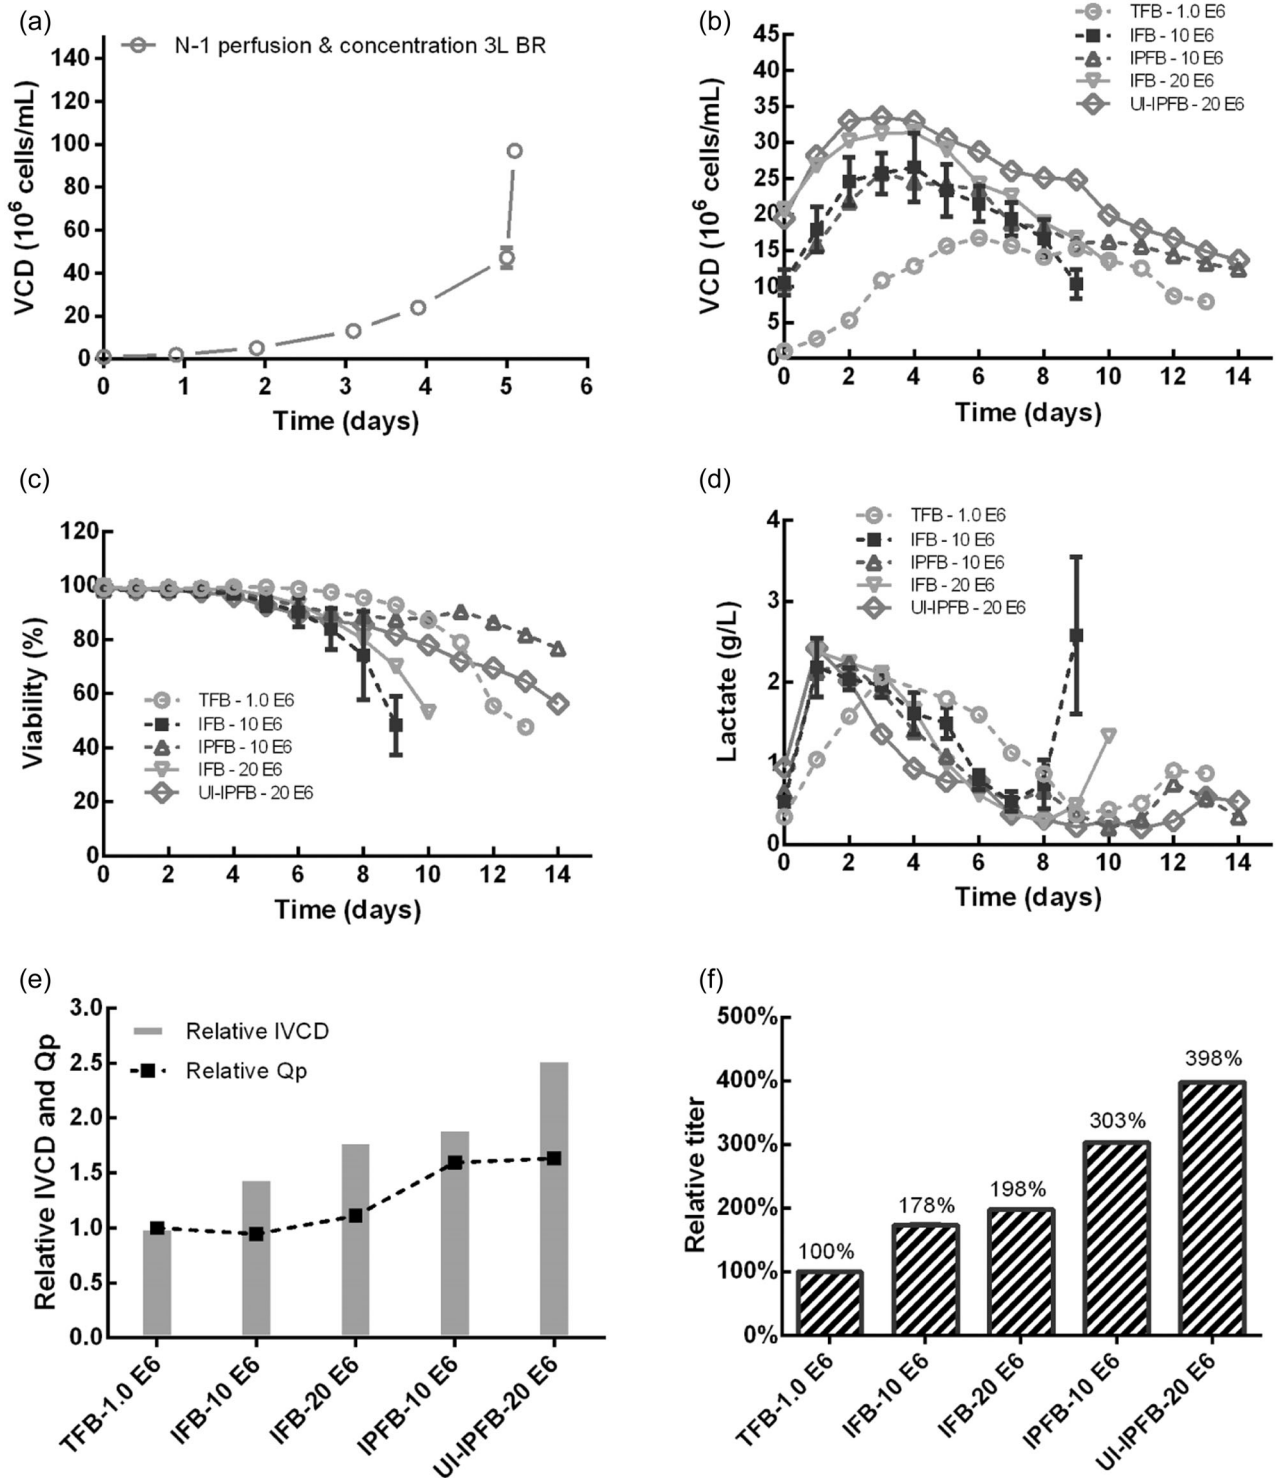 (a)
N-1 perfusion & concentration 3L BR
VCD (10⁶ cells/mL)
140
120
100
80
60
40
20
0
0 1 2 3 4 5 6
Time (days)
(b)
TFB - 1.0 E6
IFB - 10 E6
IPFB - 10 E6
IFB - 20 E6
UI-IPFB - 20 E6
VCD (10⁶ cells/mL)
45
40
35
30
25
20
15
10
5
0
0 2 4 6 8 10 12 14
Time (days)
(c)
Viability (%)
120
100
80
60
40
20
0
TFB - 1.0 E6
IFB - 10 E6
IPFB - 10 E6
IFB - 20 E6
UI-IPFB - 20 E6
0 2 4 6 8 10 12 14
Time (days)
(d)
TFB - 1.0 E6
IFB - 10 E6
IPFB - 10 E6
IFB - 20 E6
UI-IPFB - 20 E6
Lactate (g/L)
4
3
2
1
0
0 2 4 6 8 10 12 14
Time (days)
(e)
Relative IVCD
Relative Qp
Relative IVCD and Qp
3.0
2.5
2.0
1.5
1.0
0.5
0.0
TFB-1.0 E6
IFB-10 E6
IFB-20 E6
IPFB-10 E6
UI-IPFB-20 E6
(f)
Relative titer
500%
400%
300%
200%
100%
0%
100%
178%
198%
303%
398%
TFB-1.0 E6
IFB-10 E6
IFB-20 E6
IPFB-10 E6
UI-IPFB-20 E6